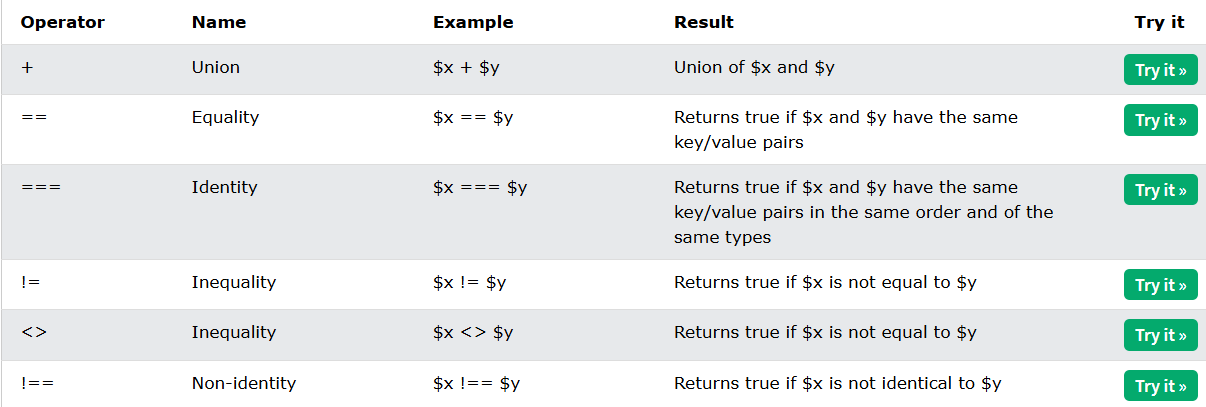 Operator Name Example Result Try it
+ Union $x + $y Union of $x and $y Try it »
== Equality $x == $y Returns true if $x and $y have the same Try it »
key/value pairs
=== Identity $x === $y Returns true if $x and $y have the same Try it »
key/value pairs in the same order and of the
same types
!= Inequality $x != $y Returns true if $x is not equal to $y Try it »
<> Inequality $x <> $y Returns true if $x is not equal to $y Try it »
!== Non-identity $x !== $y Returns true if $x is not identical to $y Try it »